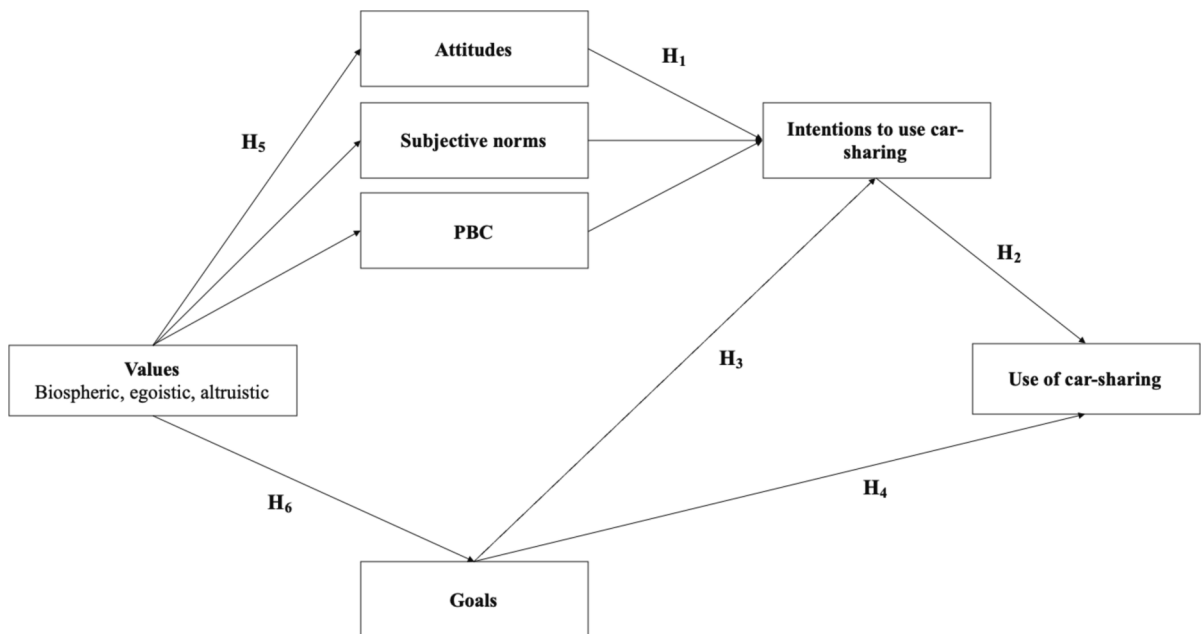 Attitudes
H₁
Subjective norms
Intentions to use car-
sharing
H₅
PBC
H₂
H₃
Values
Biospheric, egoistic, altruistic
Use of car-sharing
H₄
H₆
Goals